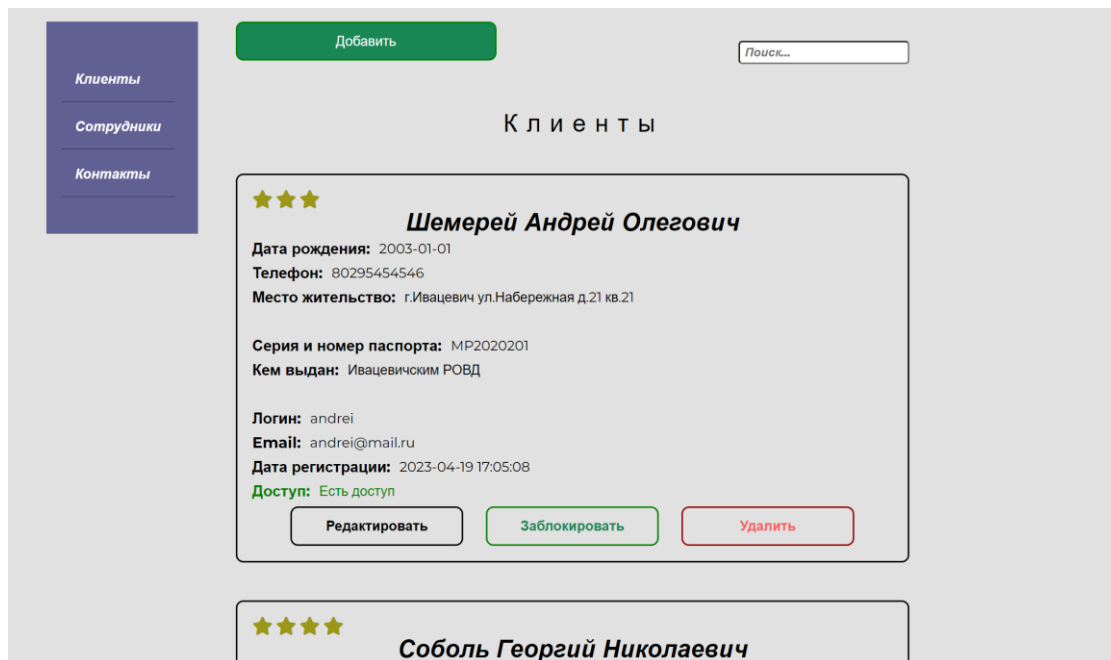 Добавить
Поиск...
Клиенты
Сотрудники
Контакты
Клиенты
Шемерей Андрей Олегович
Дата рождения: 2003-01-01
Телефон: 80295454546
Место жительство: г.Ивацевич ул.Набережная д.21 кв.21
Серия и номер паспорта: МР2020201
Кем выдан: Ивацевичским РОВД
Логин: andrei
Email: andrei@mail.ru
Дата регистрации: 2023-04-19 17:05:08
Доступ: Есть доступ
Редактировать
Заблокировать
Удалить
Соболь Георгий Николаевич